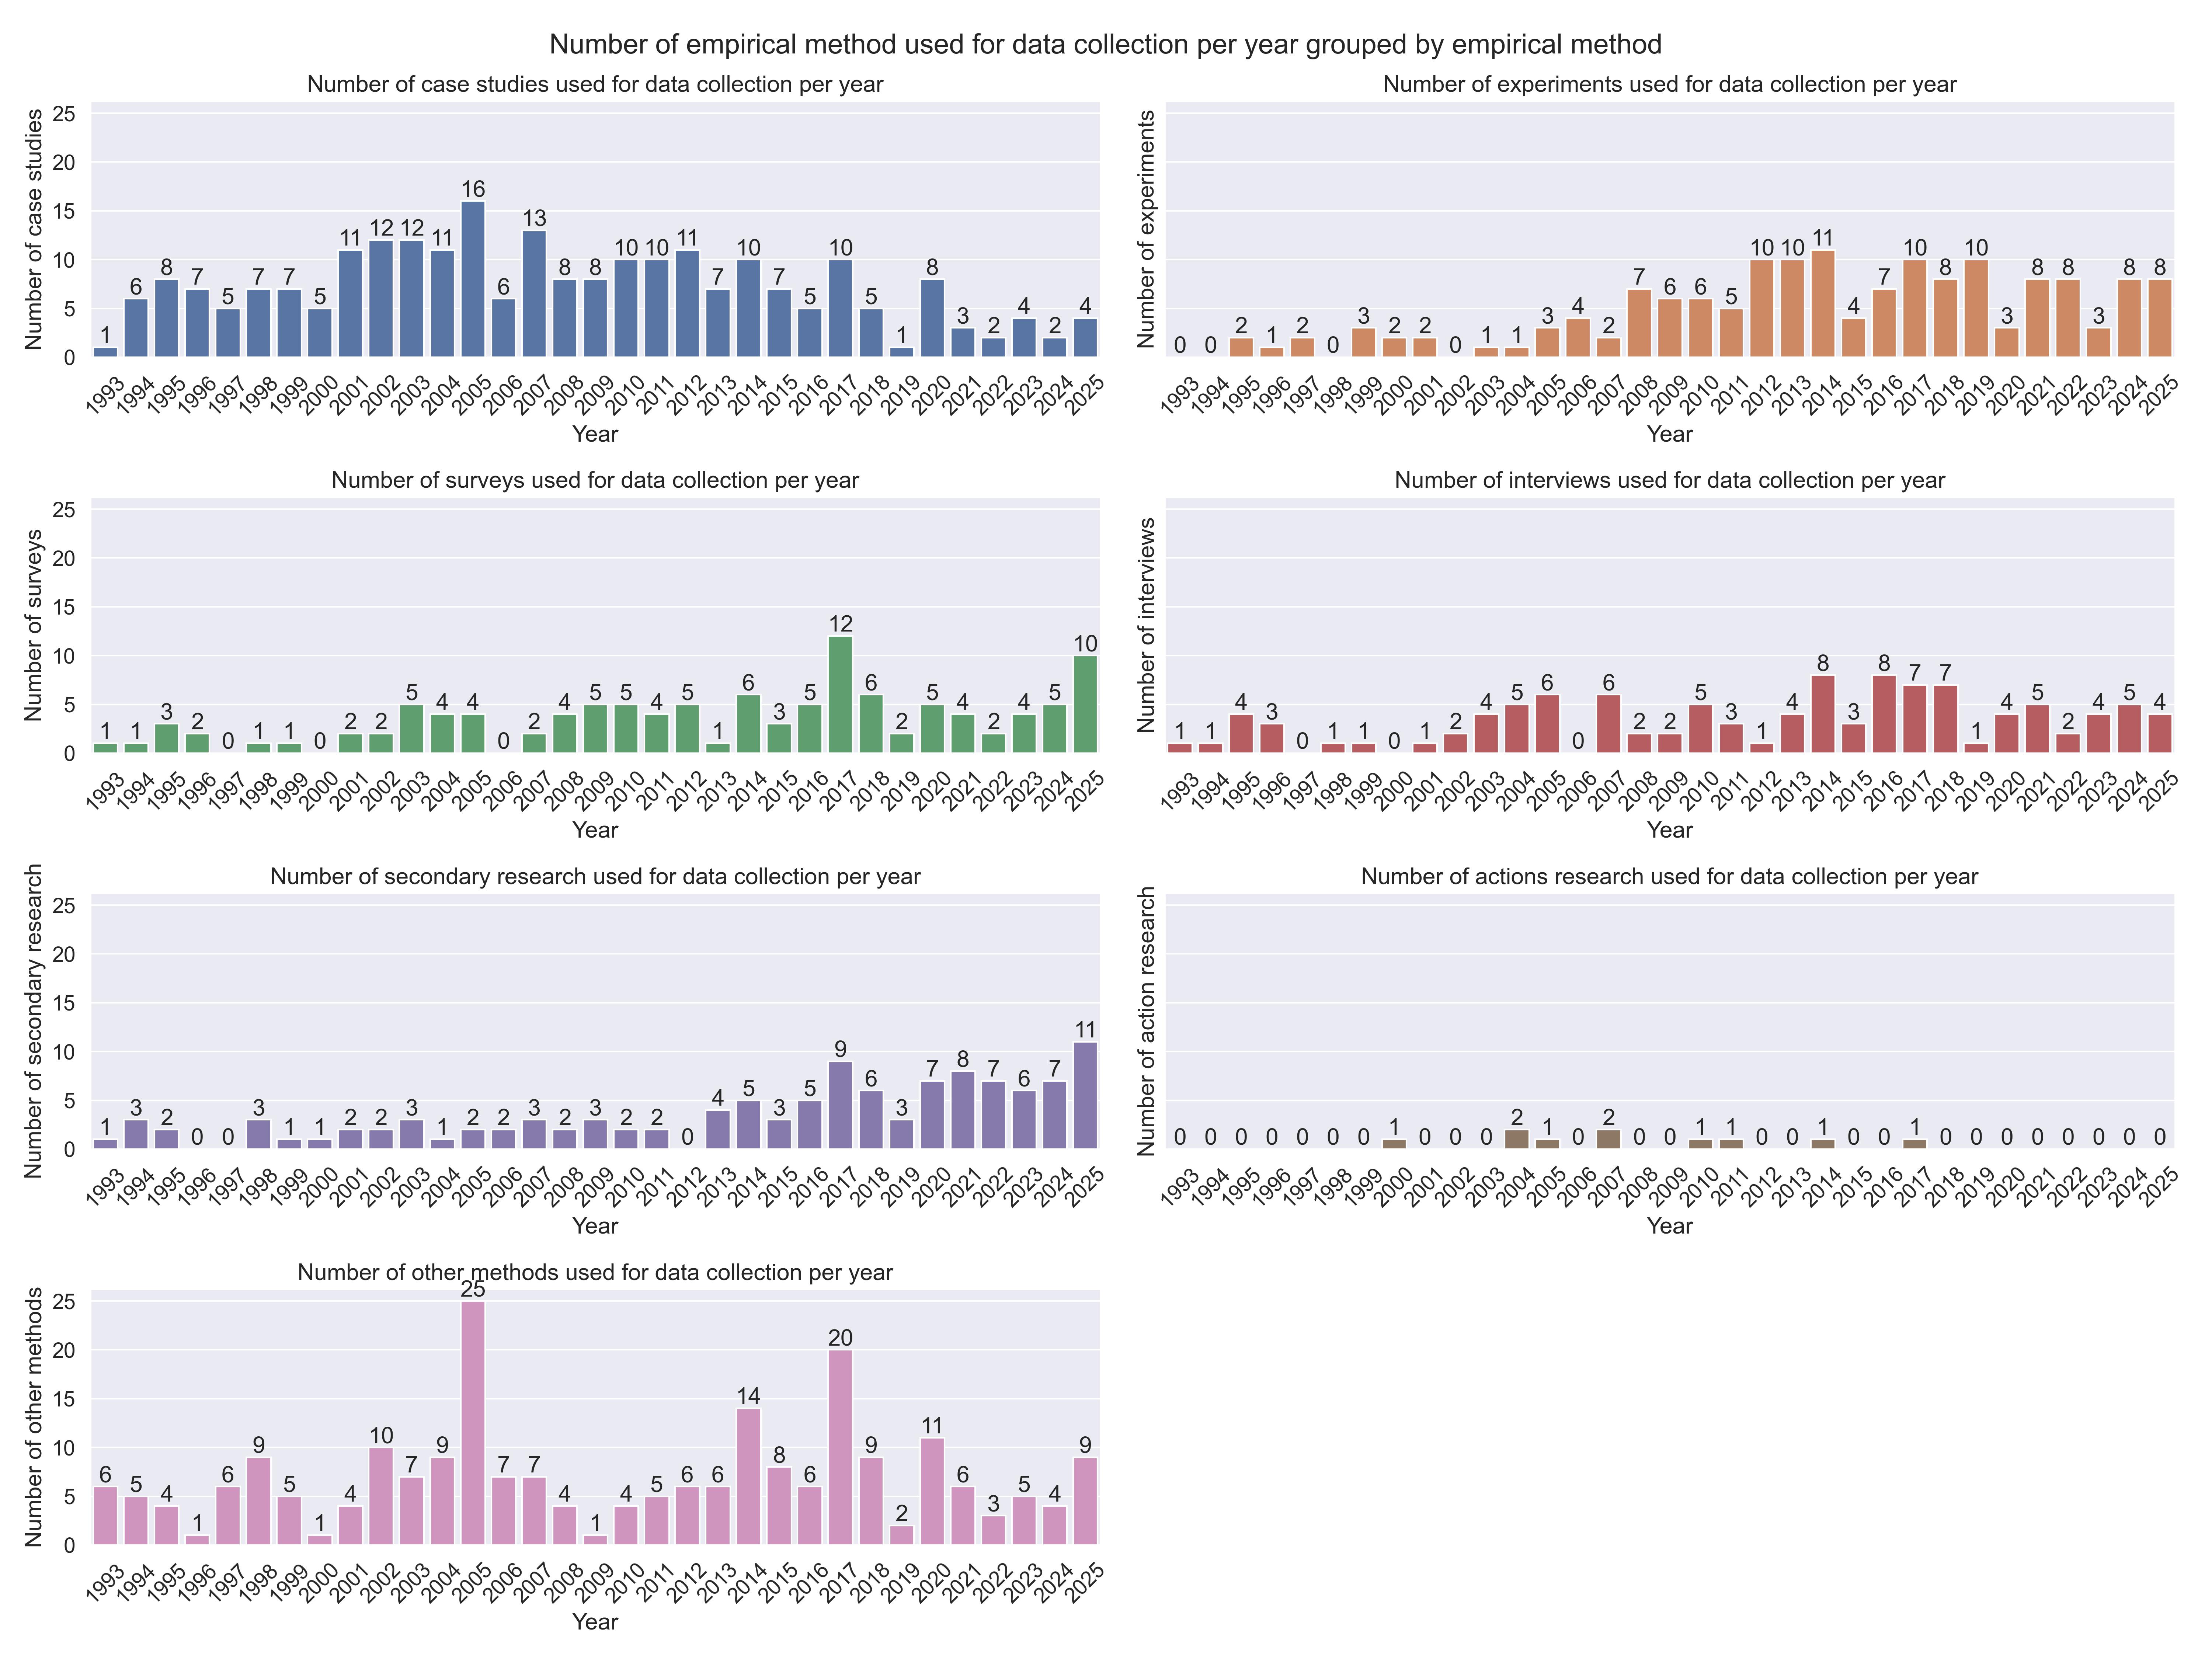 Number of empirical method used for data collection per year grouped by empirical method
Number of case studies used for data collection per year
Number of case studies
25
20
15
10
5
0
1 6 8 7 5 7 7 5 11 12 12 11 16 6 13 8 8 10 10 11 7 10 7 5 10 5 1 8 3 2 4 2 4
1993 1994 1995 1996 1997 1998 1999 2000 2001 2002 2003 2004 2005 2006 2007 2008 2009 2010 2011 2012 2013 2014 2015 2016 2017 2018 2019 2020 2021 2022 2023 2024 2025
Year
Number of experiments used for data collection per year
Number of experiments
0 0 2 1 2 0 3 2 2 0 1 1 3 4 2 7 6 6 5 10 10 11 4 7 10 8 10 3 8 8 3 8 8
1993 1994 1995 1996 1997 1998 1999 2000 2001 2002 2003 2004 2005 2006 2007 2008 2009 2010 2011 2012 2013 2014 2015 2016 2017 2018 2019 2020 2021 2022 2023 2024 2025
Year
Number of surveys used for data collection per year
Number of surveys
25
20
15
10
5
0
1 1 3 2 0 1 1 0 2 2 5 4 4 0 2 4 5 5 4 5 1 6 3 5 12 6 2 5 4 2 4 5 10
1993 1994 1995 1996 1997 1998 1999 2000 2001 2002 2003 2004 2005 2006 2007 2008 2009 2010 2011 2012 2013 2014 2015 2016 2017 2018 2019 2020 2021 2022 2023 2024 2025
Year
Number of interviews used for data collection per year
Number of interviews
1 1 4 3 0 1 1 0 1 2 4 5 6 0 6 2 2 5 3 1 4 8 3 8 7 7 1 4 5 2 4 5 4
1993 1994 1995 1996 1997 1998 1999 2000 2001 2002 2003 2004 2005 2006 2007 2008 2009 2010 2011 2012 2013 2014 2015 2016 2017 2018 2019 2020 2021 2022 2023 2024 2025
Year
Number of secondary research used for data collection per year
Number of secondary research
25
20
15
10
5
0
1 3 2 0 0 3 1 1 2 2 3 1 2 2 3 2 3 2 2 0 4 5 3 5 9 6 3 7 8 7 6 7 11
1993 1994 1995 1996 1997 1998 1999 2000 2001 2002 2003 2004 2005 2006 2007 2008 2009 2010 2011 2012 2013 2014 2015 2016 2017 2018 2019 2020 2021 2022 2023 2024 2025
Year
Number of actions research used for data collection per year
Number of action research
0 0 0 0 0 0 0 1 0 0 0 2 1 0 2 0 0 1 1 0 0 1 0 0 1 0 0 0 0 0 0 0 0
1993 1994 1995 1996 1997 1998 1999 2000 2001 2002 2003 2004 2005 2006 2007 2008 2009 2010 2011 2012 2013 2014 2015 2016 2017 2018 2019 2020 2021 2022 2023 2024 2025
Year
Number of other methods used for data collection per year
Number of other methods
25
20
15
10
5
0
6 5 4 1 6 9 5 1 4 10 7 9 25 7 7 4 1 4 5 6 6 14 8 6 20 9 2 11 6 3 5 4 9
1993 1994 1995 1996 1997 1998 1999 2000 2001 2002 2003 2004 2005 2006 2007 2008 2009 2010 2011 2012 2013 2014 2015 2016 2017 2018 2019 2020 2021 2022 2023 2024 2025
Year